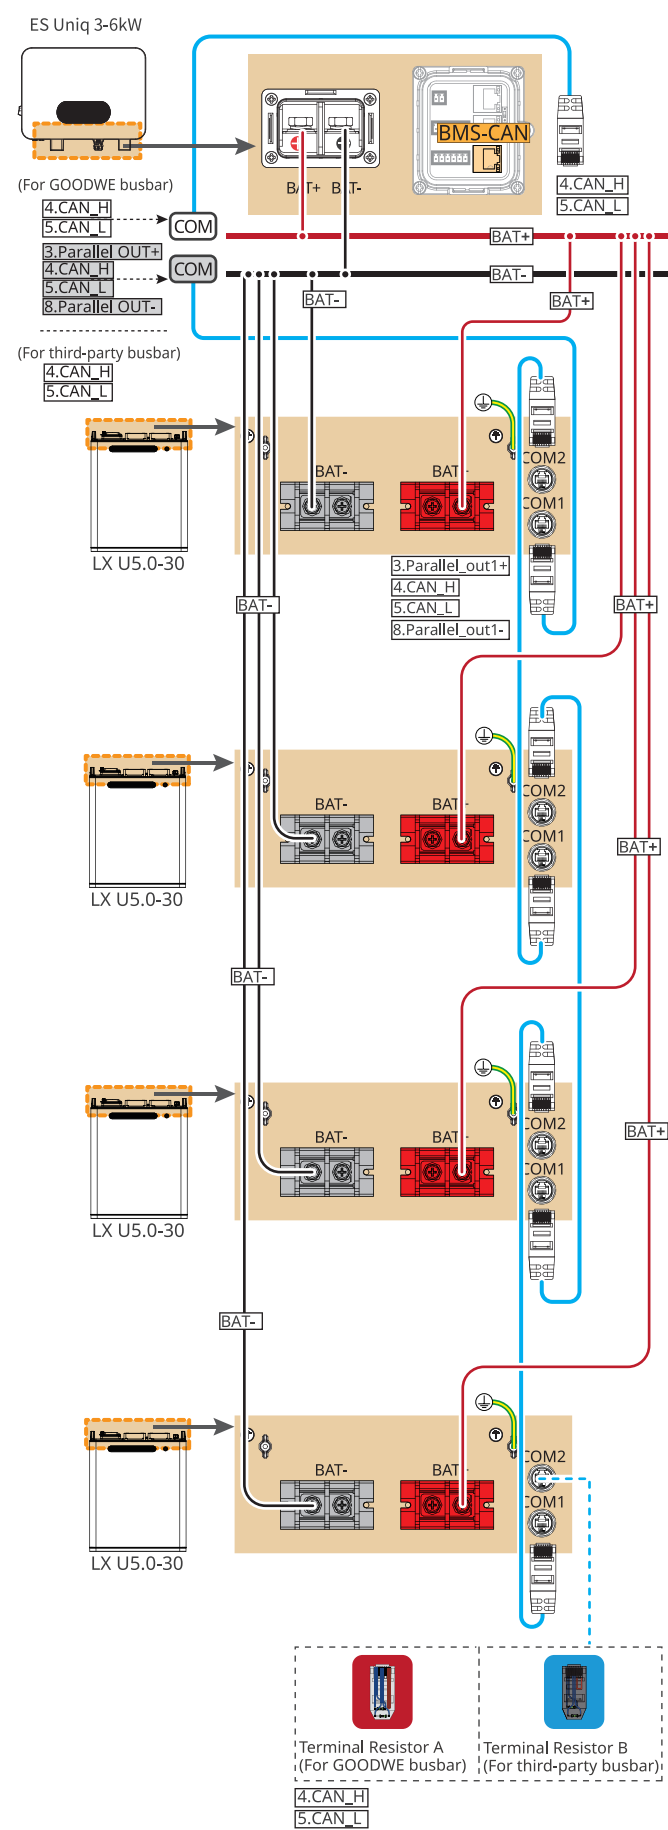 ES Uniq 3-6kW
BMS-CAN
BAT+ BAT-
4.CAN_H
5.CAN_L
(For GOODWE busbar)
4.CAN_H
5.CAN_L
COM
3.Parallel OUT+
4.CAN_H
5.CAN_L
8.Parallel OUT-
COM
BAT+
BAT-
BAT-
BAT+
(For third-party busbar)
4.CAN_H
5.CAN_L
BAT-
BAT+
COM2
COM1
LX U5.0-30
3.Parallel_out1+
4.CAN_H
5.CAN_L
8.Parallel_out1-
BAT-
BAT+
BAT-
BAT+
COM2
COM1
LX U5.0-30
BAT+
BAT-
BAT-
BAT+
COM2
COM1
LX U5.0-30
BAT+
BAT-
BAT-
BAT+
COM2
COM1
LX U5.0-30
Terminal Resistor A
(For GOODWE busbar)
Terminal Resistor B
(For third-party busbar)
4.CAN_H
5.CAN_L